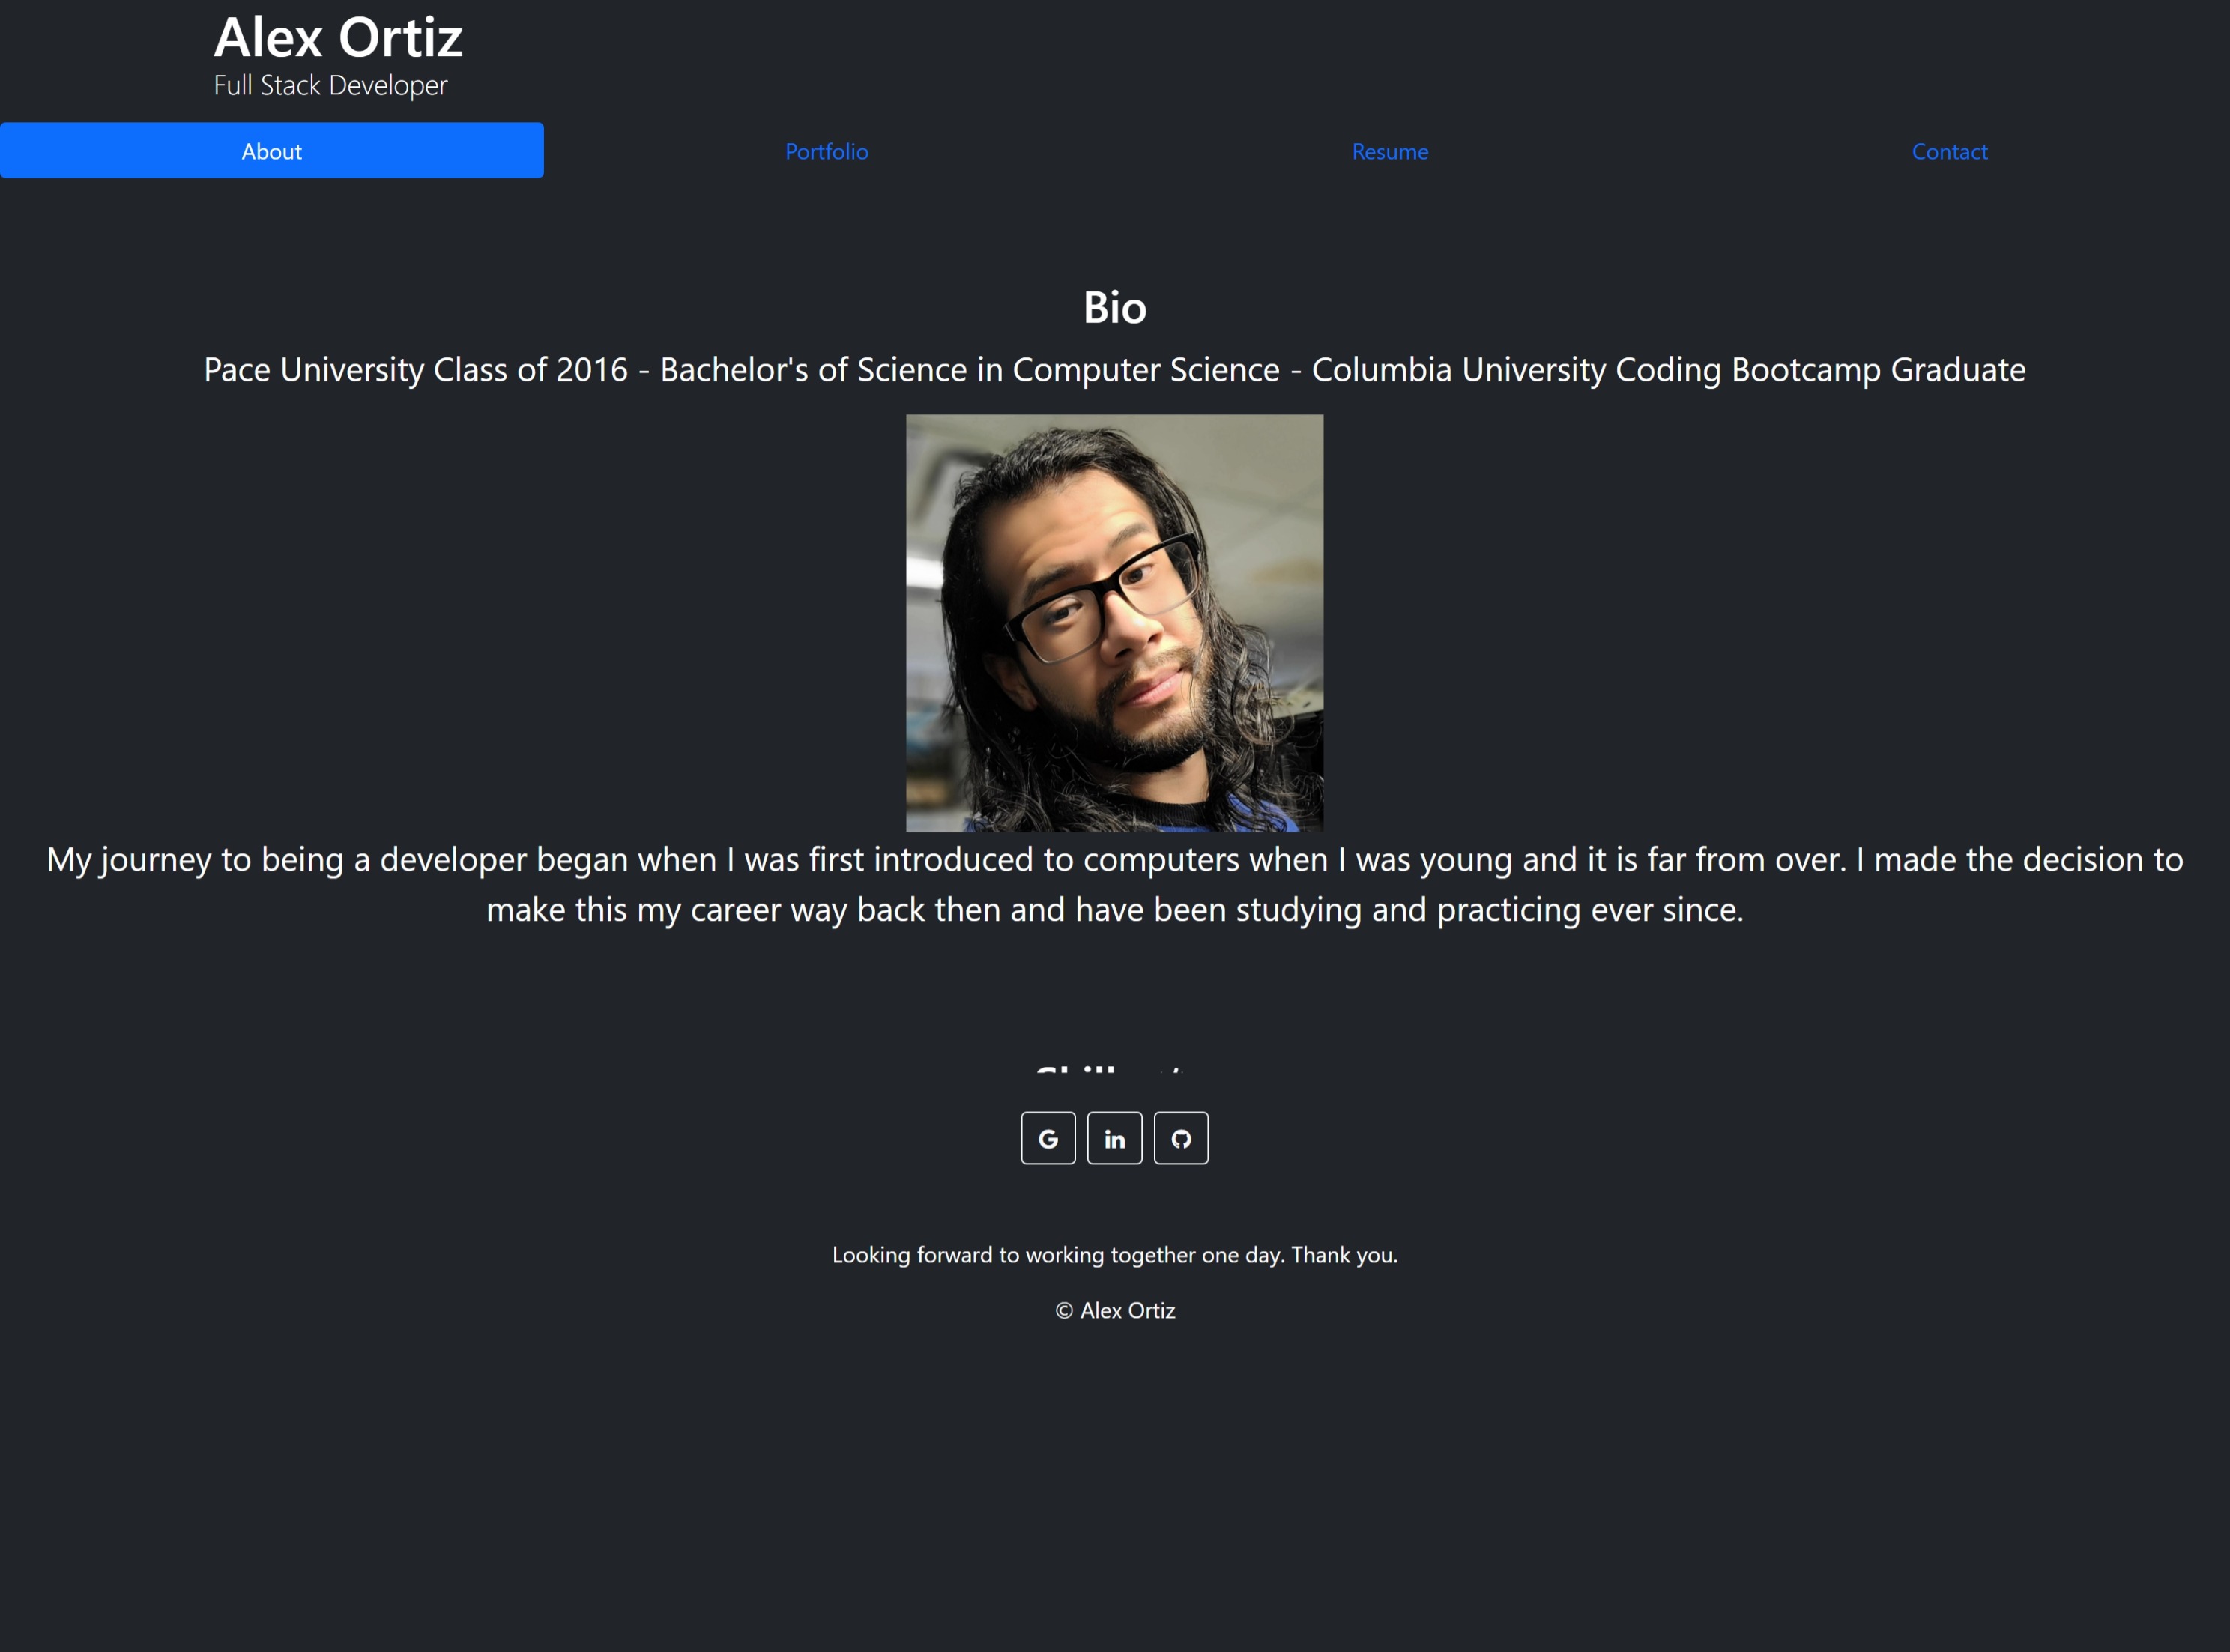 Alex Ortiz
Full Stack Developer
About
Portfolio
Resume
Contact
Bio
Pace University Class of 2016 - Bachelor's of Science in Computer Science - Columbia University Coding Bootcamp Graduate
My journey to being a developer began when I was first introduced to computers when I was young and it is far from over. I made the decision to
make this my career way back then and have been studying and practicing ever since.
G in
Looking forward to working together one day. Thank you.
© Alex Ortiz